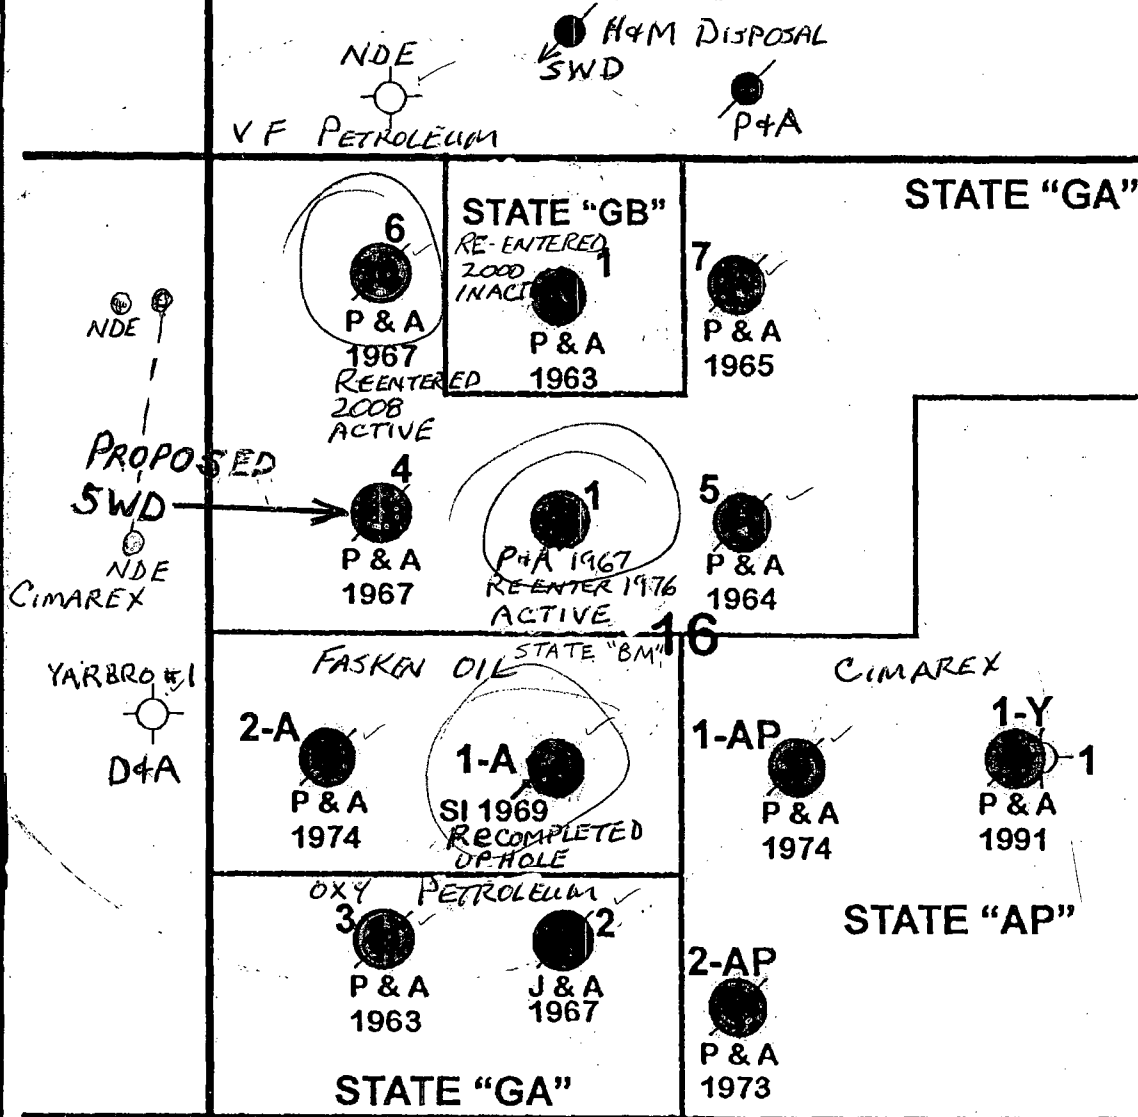 H&M DISPOSAL
SWD
NDE
P&A
V F PETROLEUM
STATE "GA"
STATE "GB"
RE-ENTERED
2000
INACT
1
P & A
1963
6
P & A
1967
REENTERED
2008
ACTIVE
7
P & A
1965
NDE
PROPOSED
SWD
NDE
CIMAREX
4
P & A
1967
1
P&A 1967
RE ENTER 1976
ACTIVE
5
P & A
1964
16
YARBRO #1
D&A
FASKEN OIL
STATE "BM"
2-A
P & A
1974
1-A
SI 1969
RECOMPLETED
UPHOLE
CIMAREX
1-AP
P & A
1974
1-Y
1
P & A
1991
OXY PETROLEUM
3
P & A
1963
2
J & A
1967
STATE "AP"
2-AP
P & A
1973
STATE "GA"